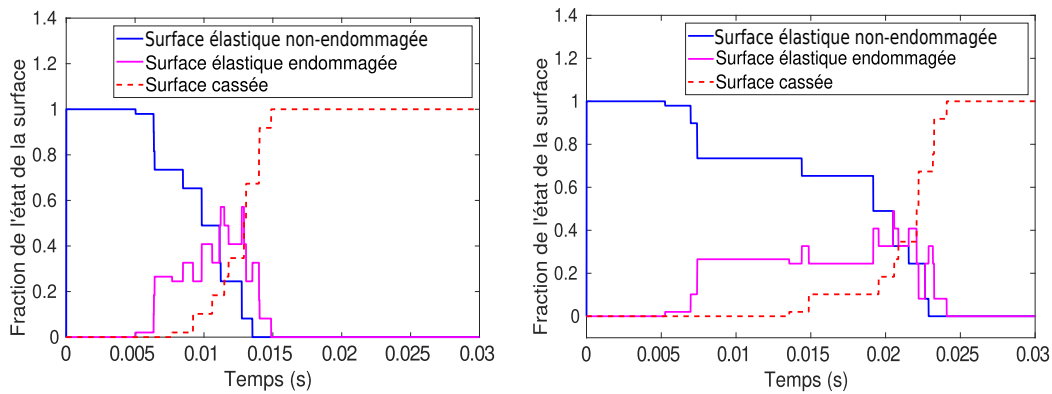 1.4
1.2
1
0.8
0.6
0.4
0.2
0
Fraction de l'état de la surface
Surface élastique non-endommagée
Surface élastique endommagée
Surface cassée
0 0.005 0.01 0.015 0.02 0.025 0.03
Temps (s)
1.4
1.2
1
0.8
0.6
0.4
0.2
0
Fraction de l'état de la surface
Surface élastique non-endommagée
Surface élastique endommagée
Surface cassée
0 0.005 0.01 0.015 0.02 0.025 0.03
Temps (s)